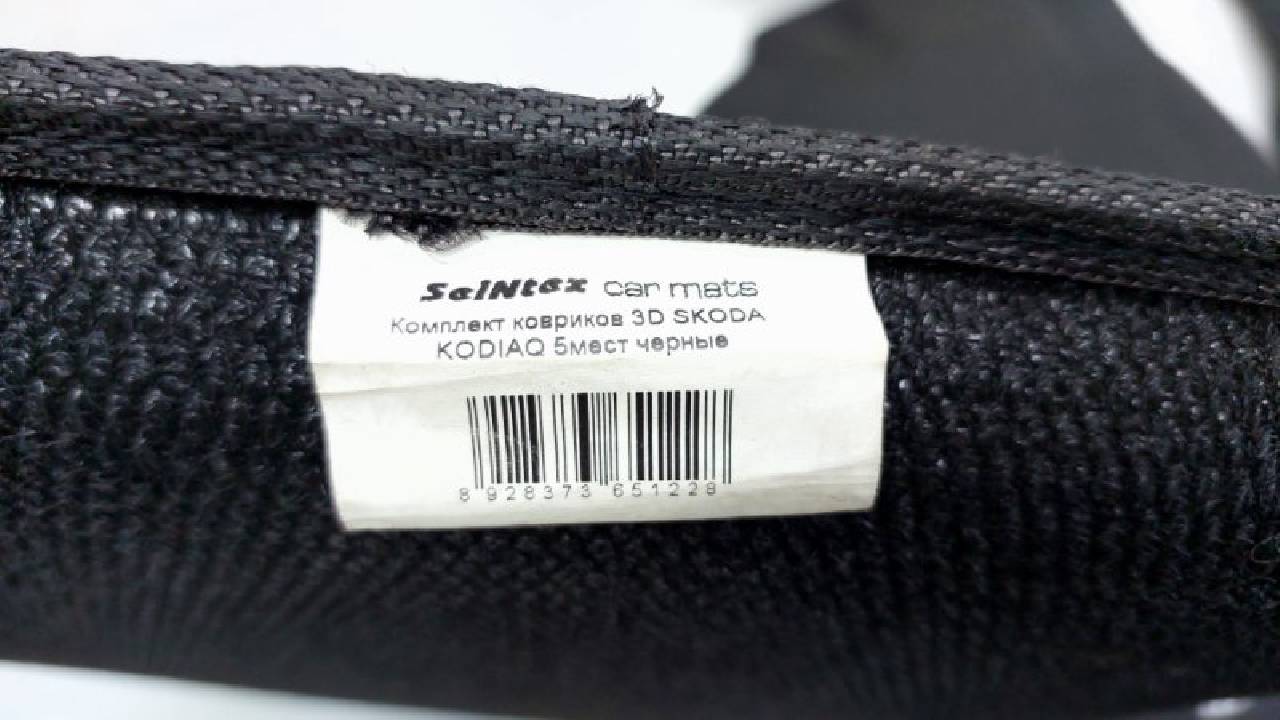 SeiNtex car mats
Комплект ковриков 3D SKODA
KODIAQ 5мест черные
8 928373 651228